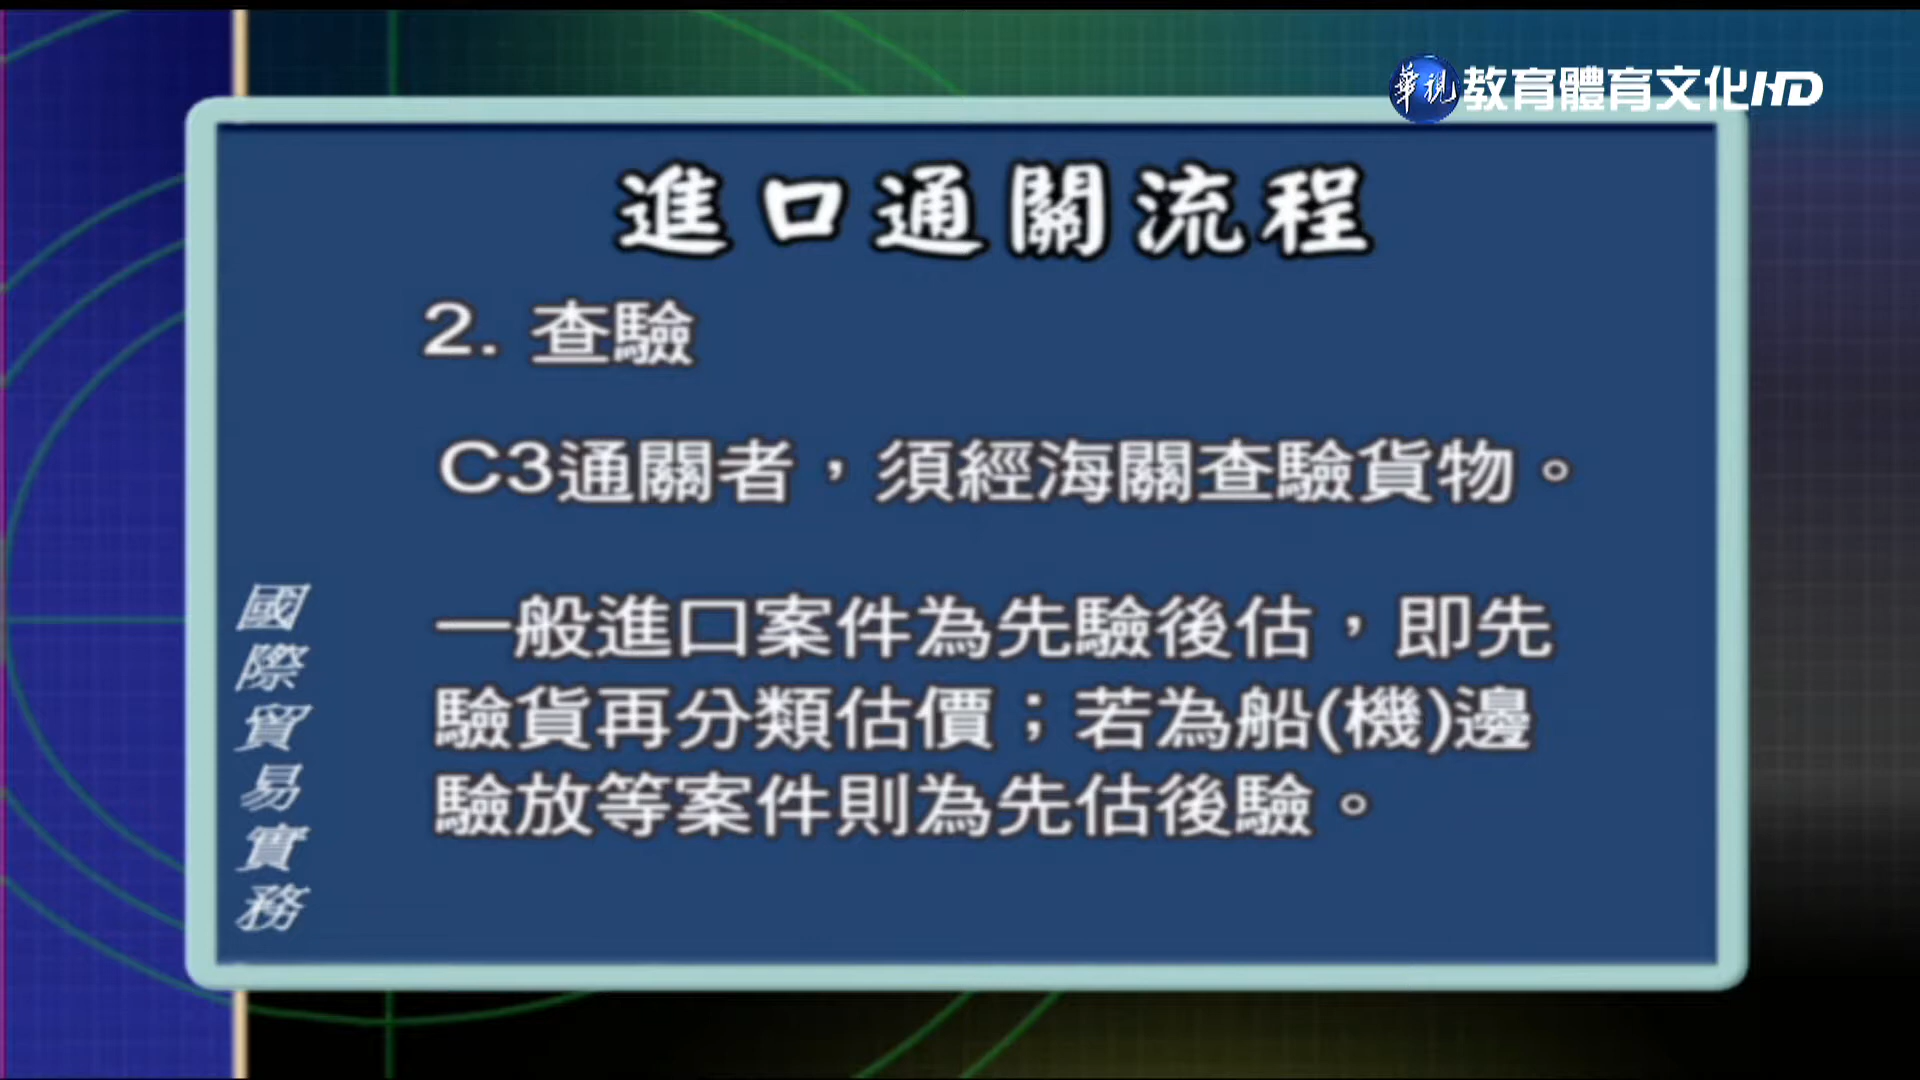 華視 教育體育文化HD
進口通關流程
2. 查驗
C3通關者，須經海關查驗貨物。
一般進口案件為先驗後估，即先
驗貨再分類估價；若為船(機)邊
驗放等案件則為先估後驗。
國際貿易實務